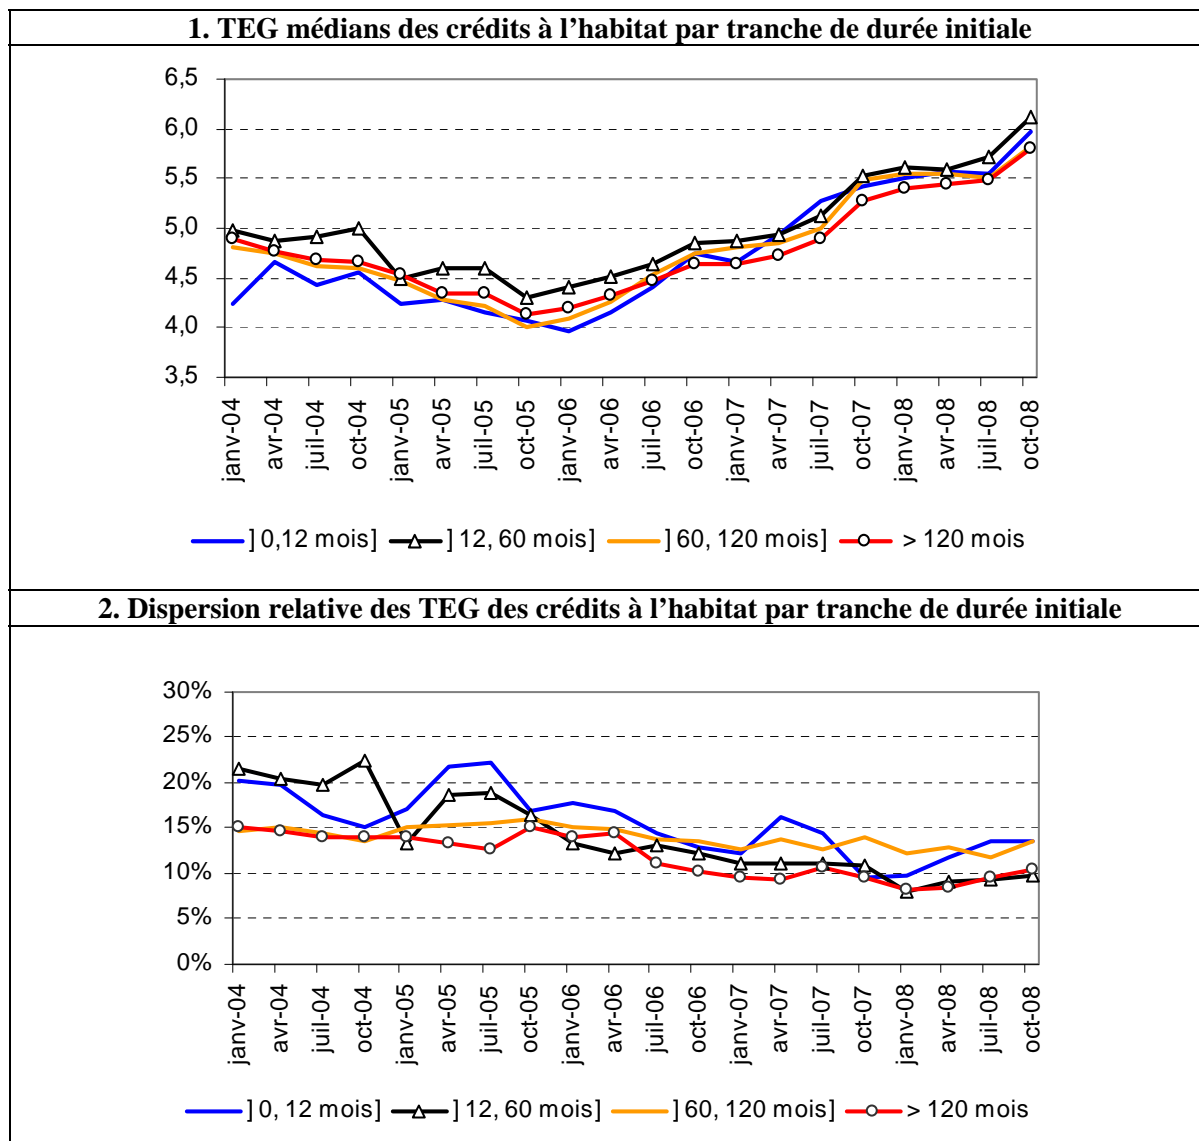 1. TEG médians des crédits à l’habitat par tranche de durée initiale
6,5
6,0
5,5
5,0
4,5
4,0
3,5
janv-04
avr-04
juil-04
oct-04
janv-05
avr-05
juil-05
oct-05
janv-06
avr-06
juil-06
oct-06
janv-07
avr-07
juil-07
oct-07
janv-08
avr-08
juil-08
oct-08
] 0,12 mois] ] 12, 60 mois] ] 60, 120 mois] > 120 mois
2. Dispersion relative des TEG des crédits à l’habitat par tranche de durée initiale
30%
25%
20%
15%
10%
5%
0%
janv-04
avr-04
juil-04
oct-04
janv-05
avr-05
juil-05
oct-05
janv-06
avr-06
juil-06
oct-06
janv-07
avr-07
juil-07
oct-07
janv-08
avr-08
juil-08
oct-08
] 0, 12 mois] ] 12, 60 mois] ] 60, 120 mois] > 120 mois